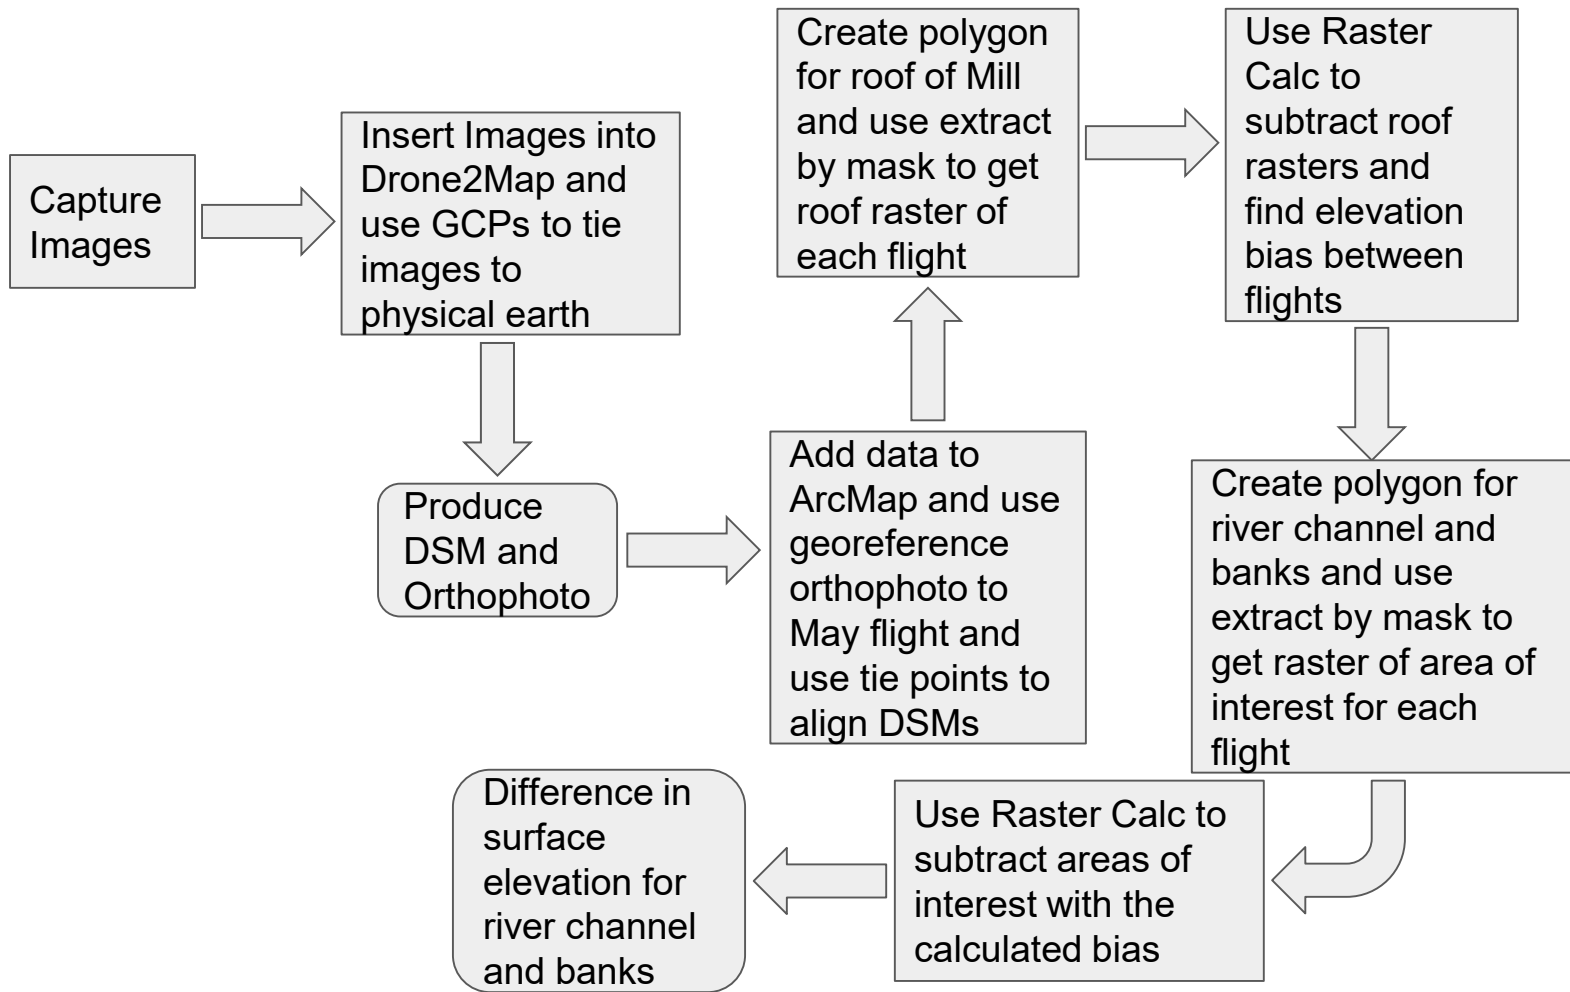 Capture
Images
Insert Images into
Drone2Map and
use GCPs to tie
images to
physical earth
Produce
DSM and
Orthophoto
Add data to
ArcMap and use
georeference
orthophoto to
May flight and
use tie points to
align DSMs
Create polygon
for roof of Mill
and use extract
by mask to get
roof raster of
each flight
Use Raster
Calc to
subtract roof
rasters and
find elevation
bias between
flights
Create polygon for
river channel and
banks and use
extract by mask to
get raster of area of
interest for each
flight
Use Raster Calc to
subtract areas of
interest with the
calculated bias
Difference in
surface
elevation for
river channel
and banks